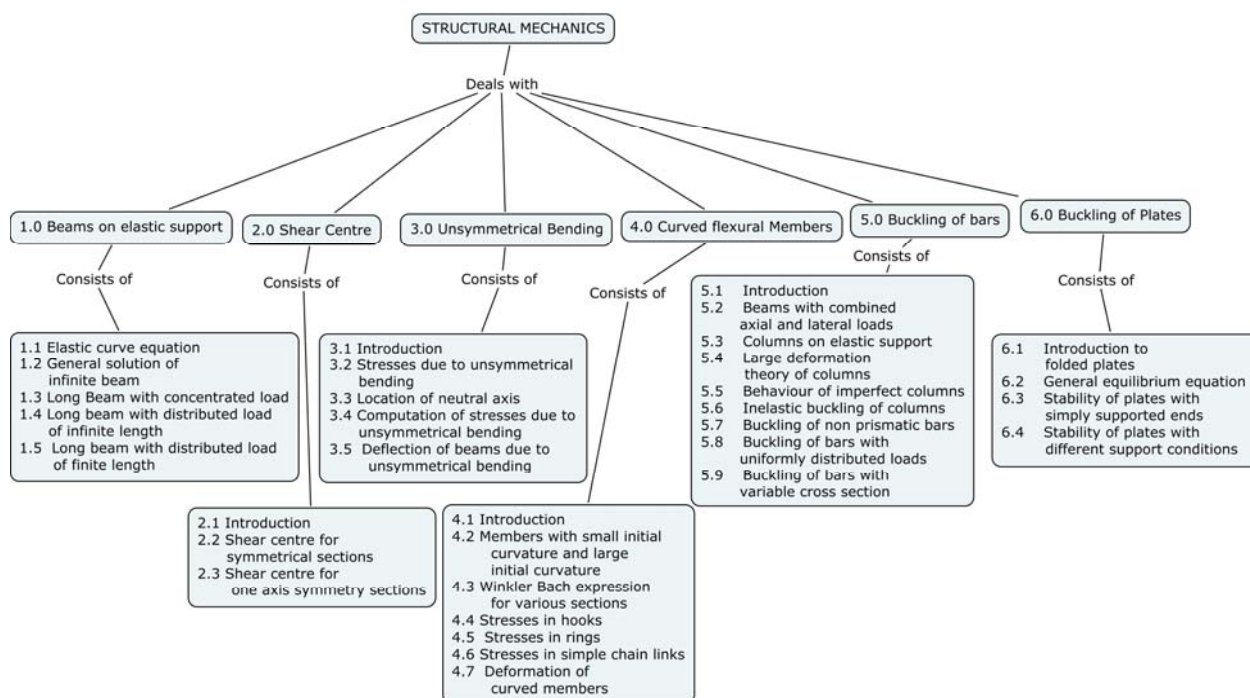 STRUCTURAL MECHANICS
Deals with
1.0 Beams on elastic support
Consists of
1.1 Elastic curve equation
1.2 General solution of
infinite beam
1.3 Long Beam with concentrated load
1.4 Long beam with distributed load
of infinite length
1.5 Long beam with distributed load
of finite length
2.0 Shear Centre
Consists of
2.1 Introduction
2.2 Shear centre for
symmetrical sections
2.3 Shear centre for
one axis symmetry sections
3.0 Unsymmetrical Bending
Consists of
3.1 Introduction
3.2 Stresses due to unsymmetrical
bending
3.3 Location of neutral axis
3.4 Computation of stresses due to
unsymmetrical bending
3.5 Deflection of beams due to
unsymmetrical bending
4.0 Curved flexural Members
Consists of
4.1 Introduction
4.2 Members with small initial
curvature and large
initial curvature
4.3 Winkler Bach expression
for various sections
4.4 Stresses in hooks
4.5 Stresses in rings
4.6 Stresses in simple chain links
4.7 Deformation of
curved members
5.0 Buckling of bars
Consists of
5.1 Introduction
5.2 Beams with combined
axial and lateral loads
5.3 Columns on elastic support
5.4 Large deformation
theory of columns
5.5 Behaviour of imperfect columns
5.6 Inelastic buckling of columns
5.7 Buckling of non prismatic bars
5.8 Buckling of bars with
uniformly distributed loads
5.9 Buckling of bars with
variable cross section
6.0 Buckling of Plates
Consists of
6.1 Introduction to
folded plates
6.2 General equilibrium equation
6.3 Stability of plates with
simply supported ends
6.4 Stability of plates with
different support conditions